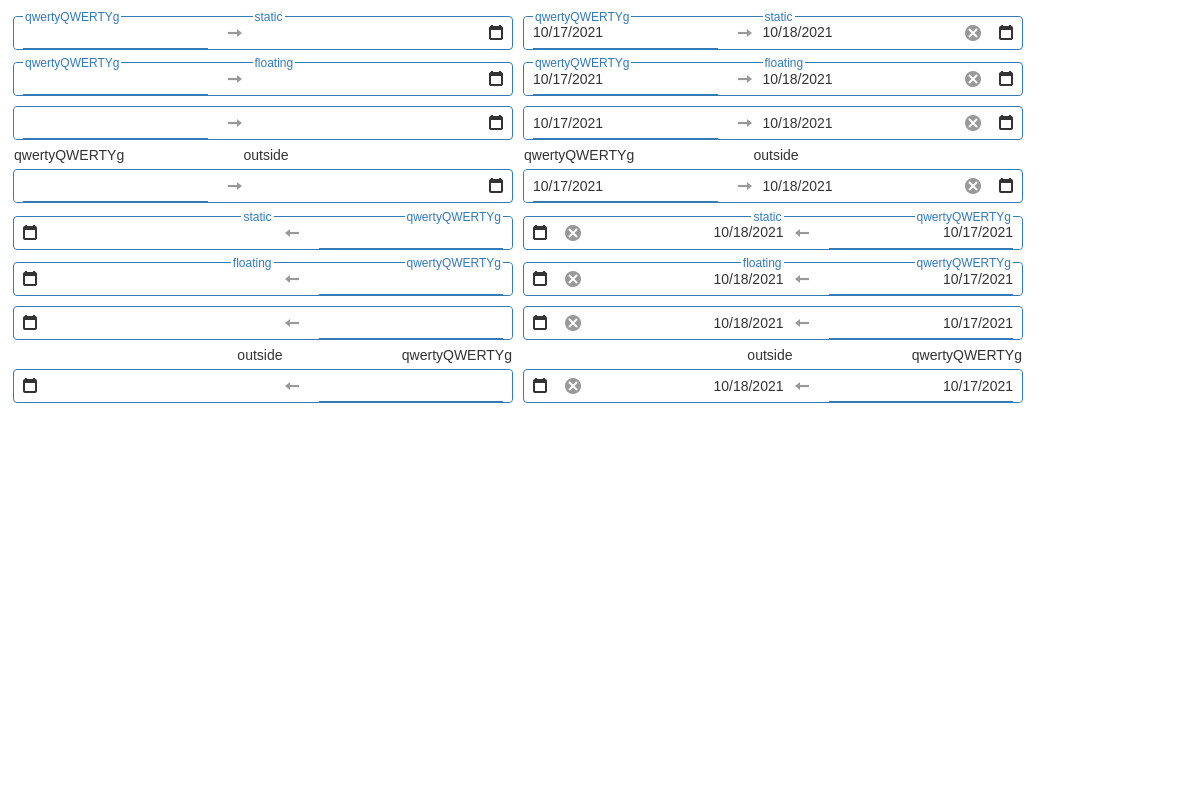 qwertyQWERTYg static qwertyQWERTYg static
10/17/2021 10/18/2021
qwertyQWERTYg floating qwertyQWERTYg floating
10/17/2021 10/18/2021
10/17/2021 10/18/2021
qwertyQWERTYg outside qwertyQWERTYg outside
10/17/2021 10/18/2021
static qwertyQWERTYg static qwertyQWERTYg
10/18/2021 10/17/2021
floating qwertyQWERTYg floating qwertyQWERTYg
10/18/2021 10/17/2021
10/18/2021 10/17/2021
outside qwertyQWERTYg outside qwertyQWERTYg
10/18/2021 10/17/2021